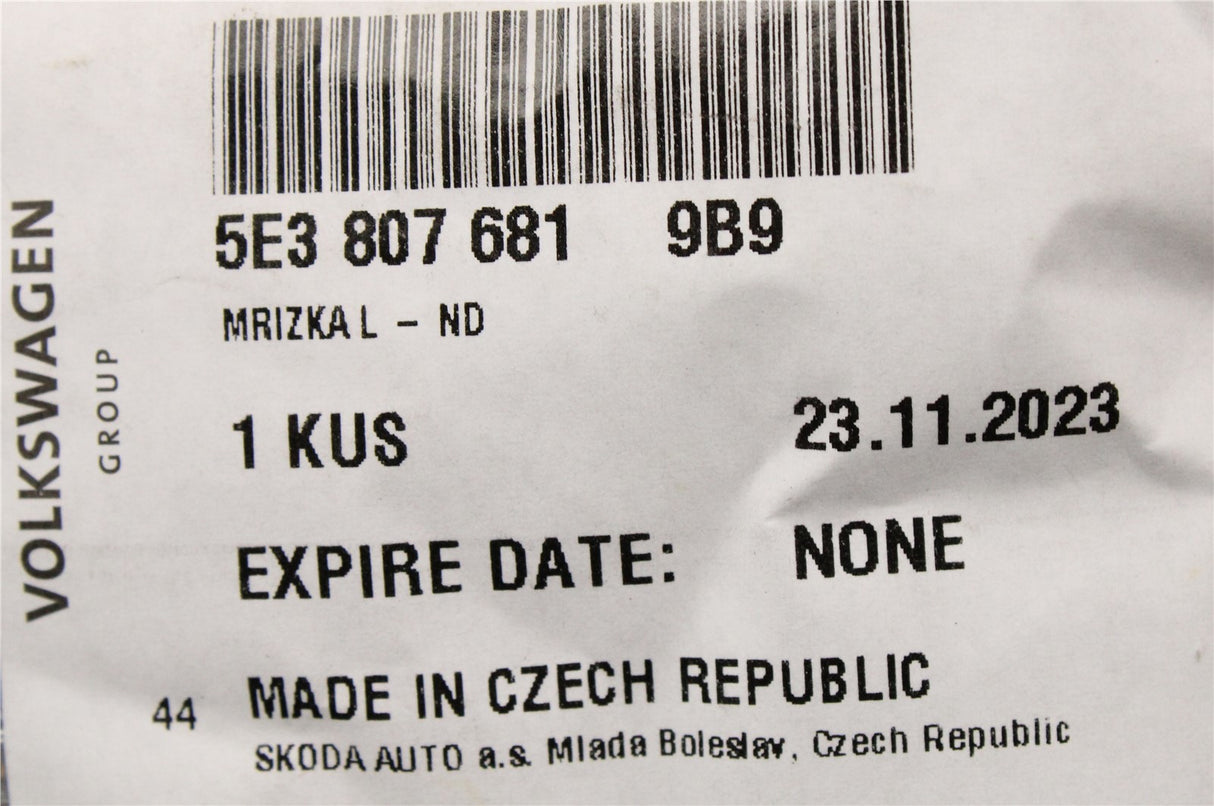 5E3 807 681 9B9
MRIZKA L - ND
1 KUS 23.11.2023
EXPIRE DATE: NONE
44 MADE IN CZECH REPUBLIC
SKODA AUTO a.s. Mlada Boleslav, Czech Republic
VOLKSWAGEN
GROUP